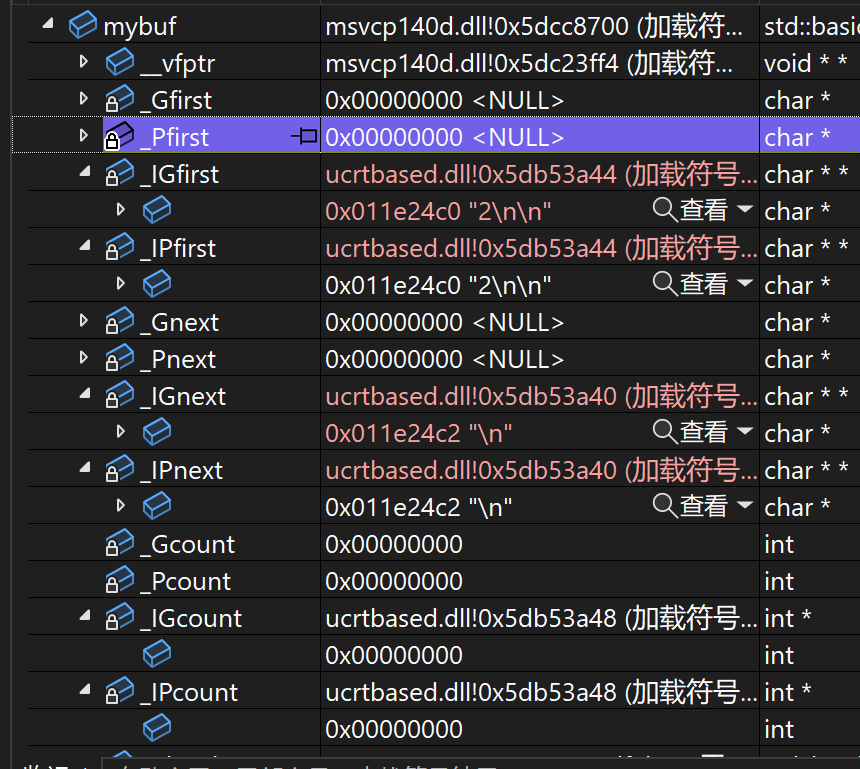 mybuf msvcp140d.dll!0x5dcc8700 (加载符... std::basic
__vfptr msvcp140d.dll!0x5dc23ff4 (加载符... void * *
_Gfirst 0x00000000 <NULL> char *
_Pfirst 0x00000000 <NULL> char *
_IGfirst ucrtbased.dll!0x5db53a44 (加载符号... char * *
0x011e24c0 "2\n\n" 查看 char *
_IPfirst ucrtbased.dll!0x5db53a44 (加载符号... char * *
0x011e24c0 "2\n\n" 查看 char *
_Gnext 0x00000000 <NULL> char *
_Pnext 0x00000000 <NULL> char *
_IGnext ucrtbased.dll!0x5db53a40 (加载符号... char * *
0x011e24c2 "\n" 查看 char *
_IPnext ucrtbased.dll!0x5db53a40 (加载符号... char * *
0x011e24c2 "\n" 查看 char *
_Gcount 0x00000000 int
_Pcount 0x00000000 int
_IGcount ucrtbased.dll!0x5db53a48 (加载符号... int *
0x00000000 int
_IPcount ucrtbased.dll!0x5db53a48 (加载符号... int *
0x00000000 int